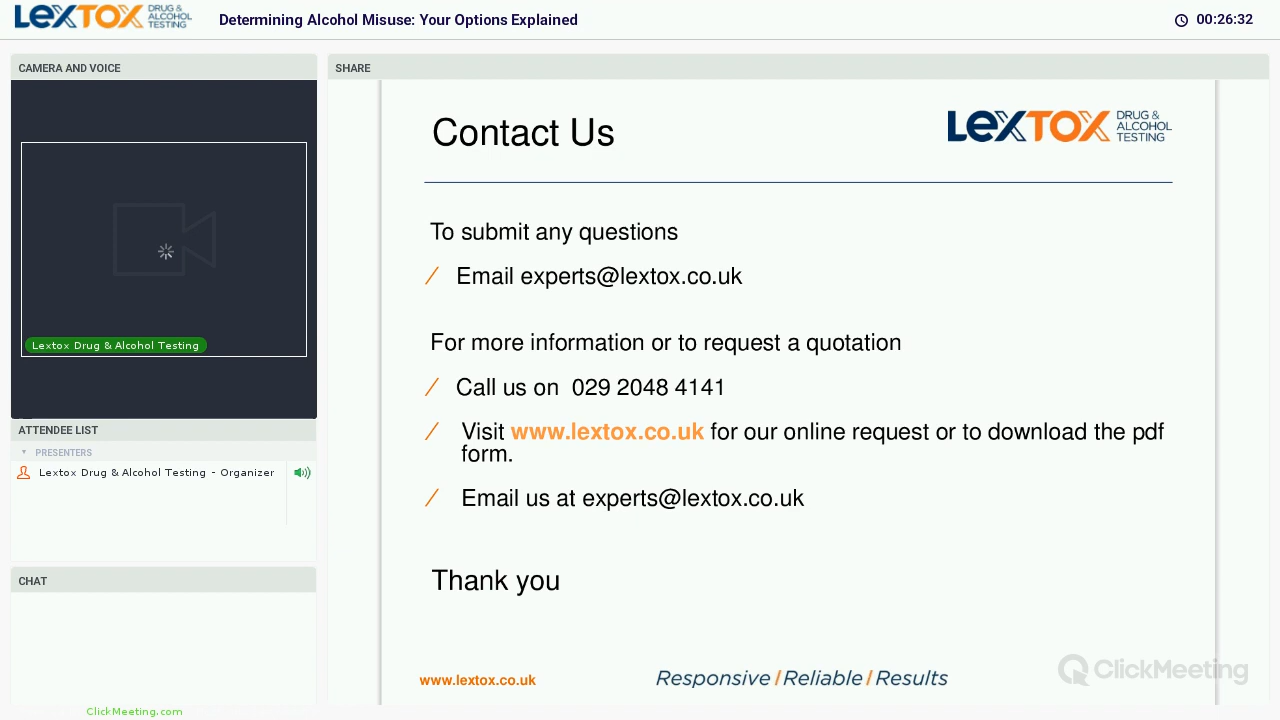 LEXTOX DRUG & ALCOHOL TESTING
Determining Alcohol Misuse: Your Options Explained
00:26:32
CAMERA AND VOICE
Lextox Drug & Alcohol Testing
ATTENDEE LIST
PRESENTERS
Lextox Drug & Alcohol Testing - Organizer
CHAT
ClickMeeting.com
SHARE
Contact Us
LEXTOX DRUG & ALCOHOL TESTING
To submit any questions
Email experts@lextox.co.uk
For more information or to request a quotation
Call us on 029 2048 4141
Visit www.lextox.co.uk for our online request or to download the pdf
form.
Email us at experts@lextox.co.uk
Thank you
www.lextox.co.uk
Responsive / Reliable / Results
ClickMeeting